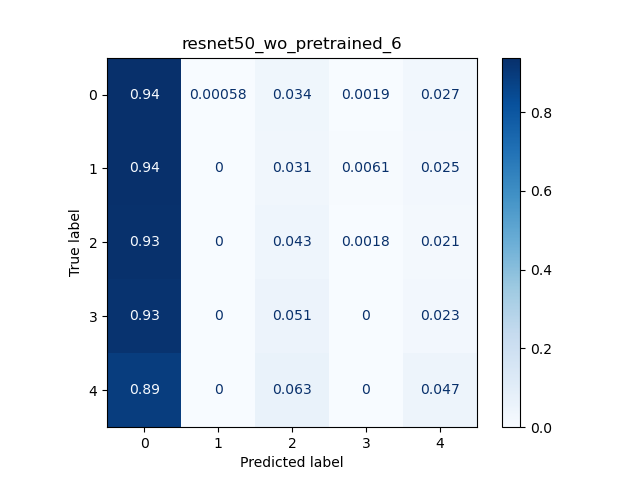 resnet50_wo_pretrained_6
0 0.94 0.00058 0.034 0.0019 0.027
1 0.94 0 0.031 0.0061 0.025
2 0.93 0 0.043 0.0018 0.021
3 0.93 0 0.051 0 0.023
4 0.89 0 0.063 0 0.047
0 1 2 3 4
Predicted label
True label
0.8
0.6
0.4
0.2
0.0